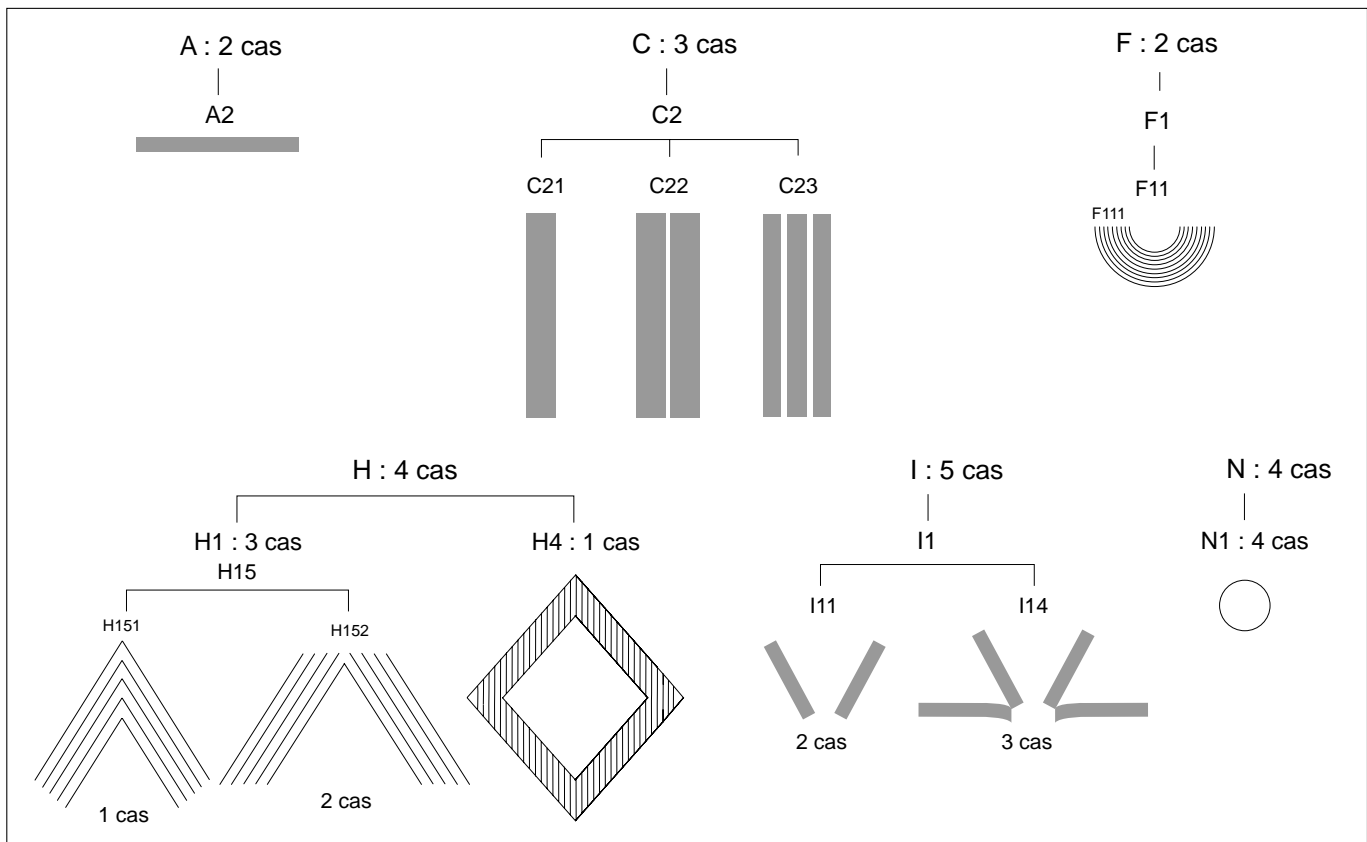 A : 2 cas
A2
C : 3 cas
C2
C21 C22 C23
F : 2 cas
F1
F11
F111
H : 4 cas
H1 : 3 cas
H15
H151
1 cas
H152
2 cas
H4 : 1 cas
I : 5 cas
I1
I11
2 cas
I14
3 cas
N : 4 cas
N1 : 4 cas